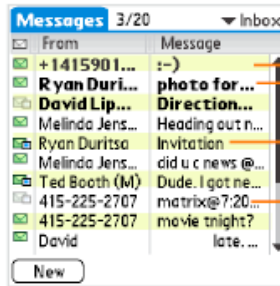 Messages 3/20 Inbox
From Message
+1415901... :-)
Ryan Duri... photo for...
David Lip... Direction...
Melinda Jens... Heading out n...
Ryan Duritsa Invitation
Melinda Jens... did u c news @...
Ted Booth (M) Dude. I got ne...
415-225-2707 matrix@7:20...
415-225-2707 movie tnight?
David late. ...
New